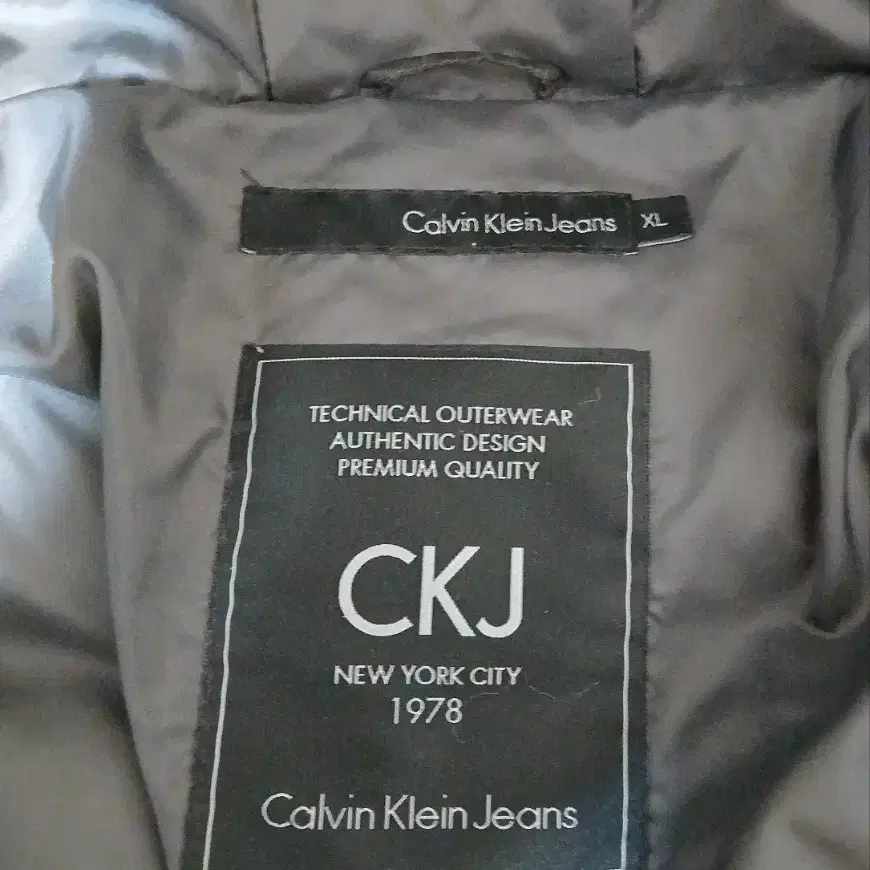 Calvin Klein Jeans XL
TECHNICAL OUTERWEAR
AUTHENTIC DESIGN
PREMIUM QUALITY
CKJ
NEW YORK CITY
1978
Calvin Klein Jeans